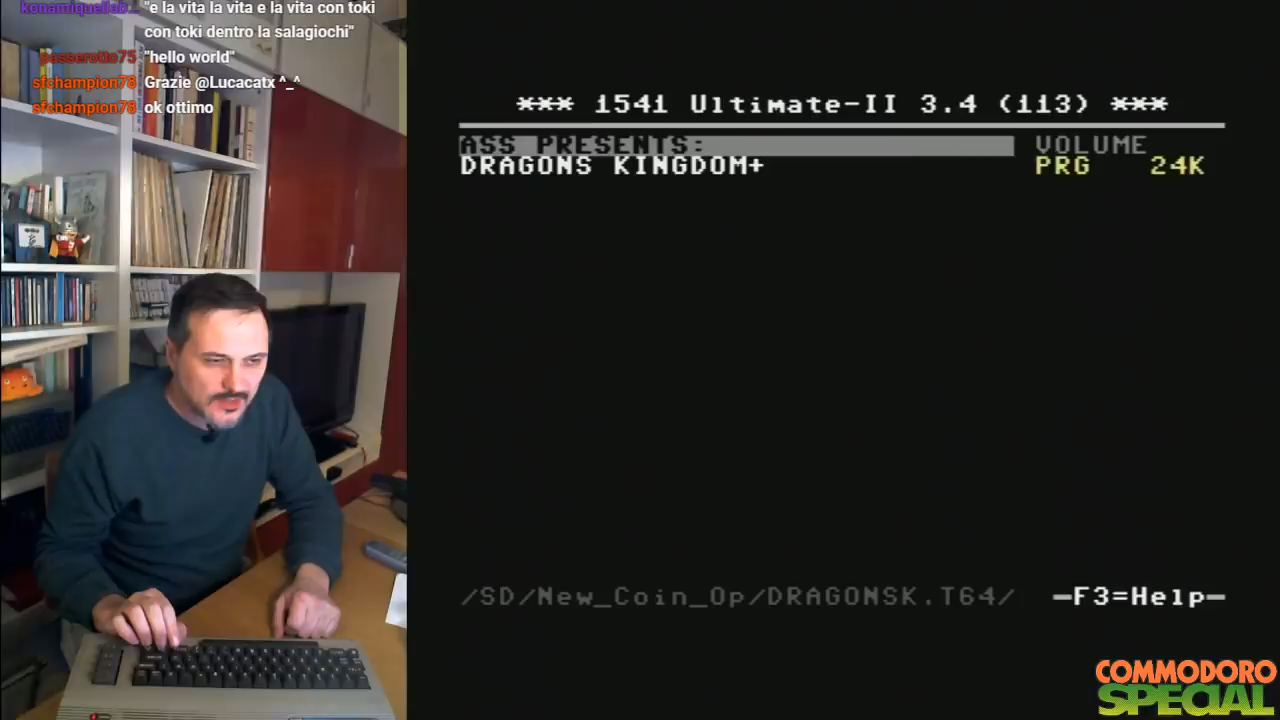 "e la vita la vita e la vita con toki
con toki dentro la salagiochi"
passerotto75 "hello world"
sfchampion78 Grazie @Lucacatx ^_^
sfchampion78 ok ottimo
*** 1541 Ultimate-II 3.4 (113) ***
ASS PRESENTS: VOLUME
DRAGONS KINGDOM+ PRG 24K
/SD/New_Coin_Op/DRAGONSK.T64/ —F3=Help—
COMMODORO
SPECIAL